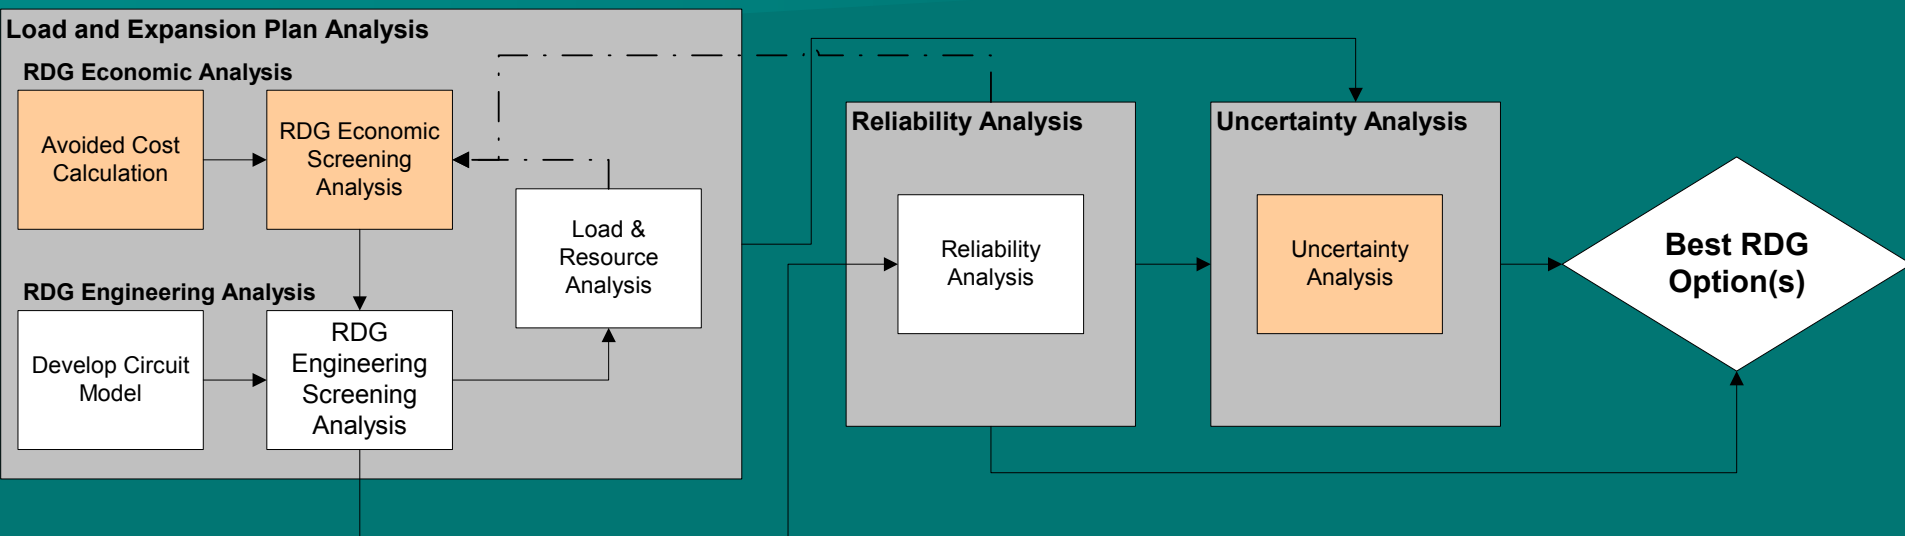 Load and Expansion Plan Analysis
RDG Economic Analysis
Avoided Cost
Calculation
RDG Economic
Screening
Analysis
Load &
Resource
Analysis
RDG Engineering Analysis
Develop Circuit
Model
RDG
Engineering
Screening
Analysis
Reliability Analysis
Reliability
Analysis
Uncertainty Analysis
Uncertainty
Analysis
Best RDG
Option(s)